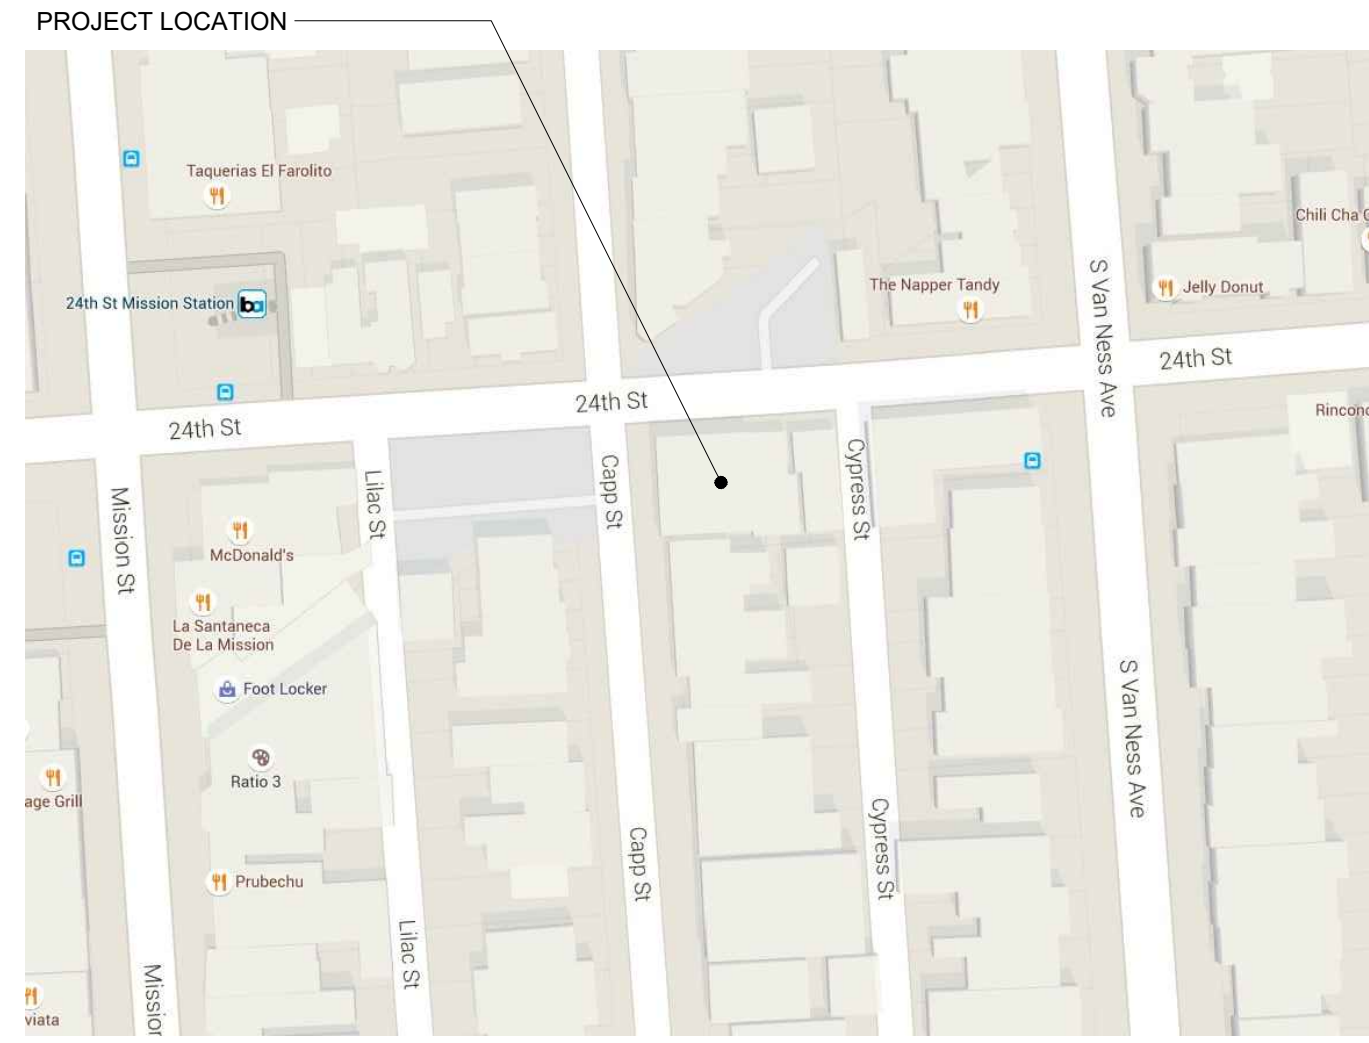 PROJECT LOCATION
Taquerias El Farolito
Chili Cha C
24th St Mission Station
ba
The Napper Tandy
Jelly Donut
S Van Ness Ave
24th St
24th St
24th St
Rincon
Mission St
Lilac St
Capp St
Cypress St
McDonald's
La Santaneca
De La Mission
Foot Locker
S Van Ness Ave
Ratio 3
age Grill
Capp St
Cypress St
Prubechu
Lilac St
Mission
viata